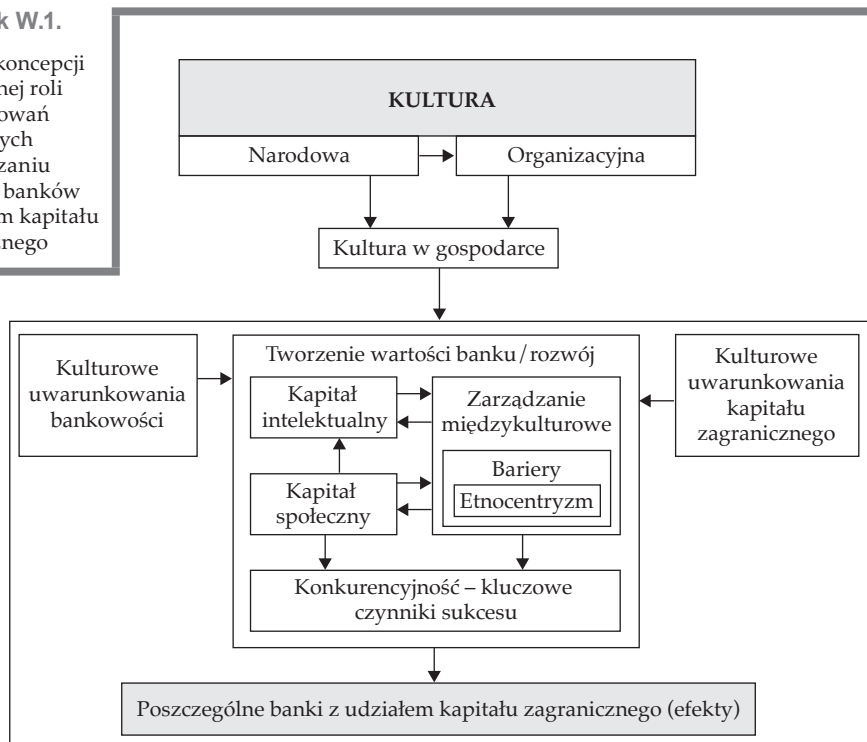 k W.1.
koncepcji
nej roli
owań
ych
zaniu
banków
m kapitału
znego
KULTURA
Narodowa
Organizacyjna
Kultura w gospodarce
Kulturowe
uwarunkowania
bankowości
Tworzenie wartości banku/rozwój
Kapitał
intelektualny
Kapitał
społeczny
Zarządzanie
międzykulturowe
Bariery
Etnocentryzm
Konkurencyjność – kluczowe
czynniki sukcesu
Kulturowe
uwarunkowania
kapitału
zagranicznego
Poszczególne banki z udziałem kapitału zagranicznego (efekty)